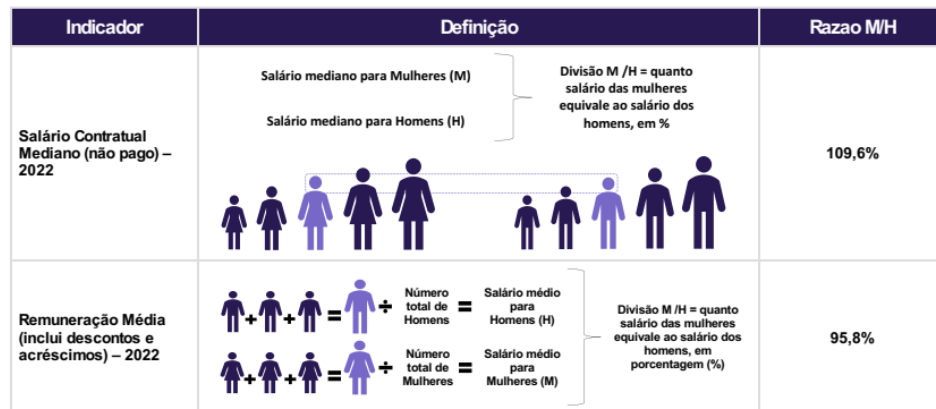 Indicador
Definição
Razao M/H
Salário Contratual
Mediano (não pago) –
2022
Salário mediano para Mulheres (M)
Salário mediano para Homens (H)
Divisão M /H = quanto
salário das mulheres
equivale ao salário dos
homens, em %
109,6%
Remuneração Média
(inclui descontos e
acréscimos) – 2022
+ + = ÷
Número
total de
Homens
=
Salário médio
para
Homens (H)
+ + = ÷
Número
total de
Mulheres
=
Salário médio
para
Mulheres (M)
Divisão M /H = quanto
salário das mulheres
equivale ao salário dos
homens, em
porcentagem (%)
95,8%